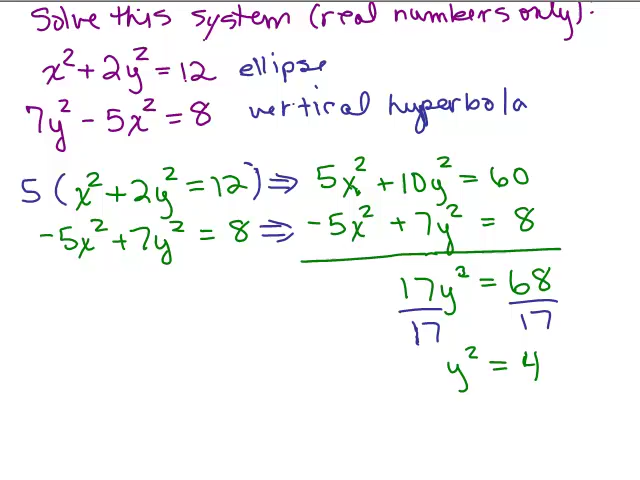 Solve this system (real numbers only):
x² + 2y² = 12 ellipse
7y² - 5x² = 8 vertical hyperbola
5 (x² + 2y² = 12) ⇒ 5x² + 10y² = 60
-5x² + 7y² = 8 ⇒ -5x² + 7y² = 8
17y² = 68
17 17
y² = 4